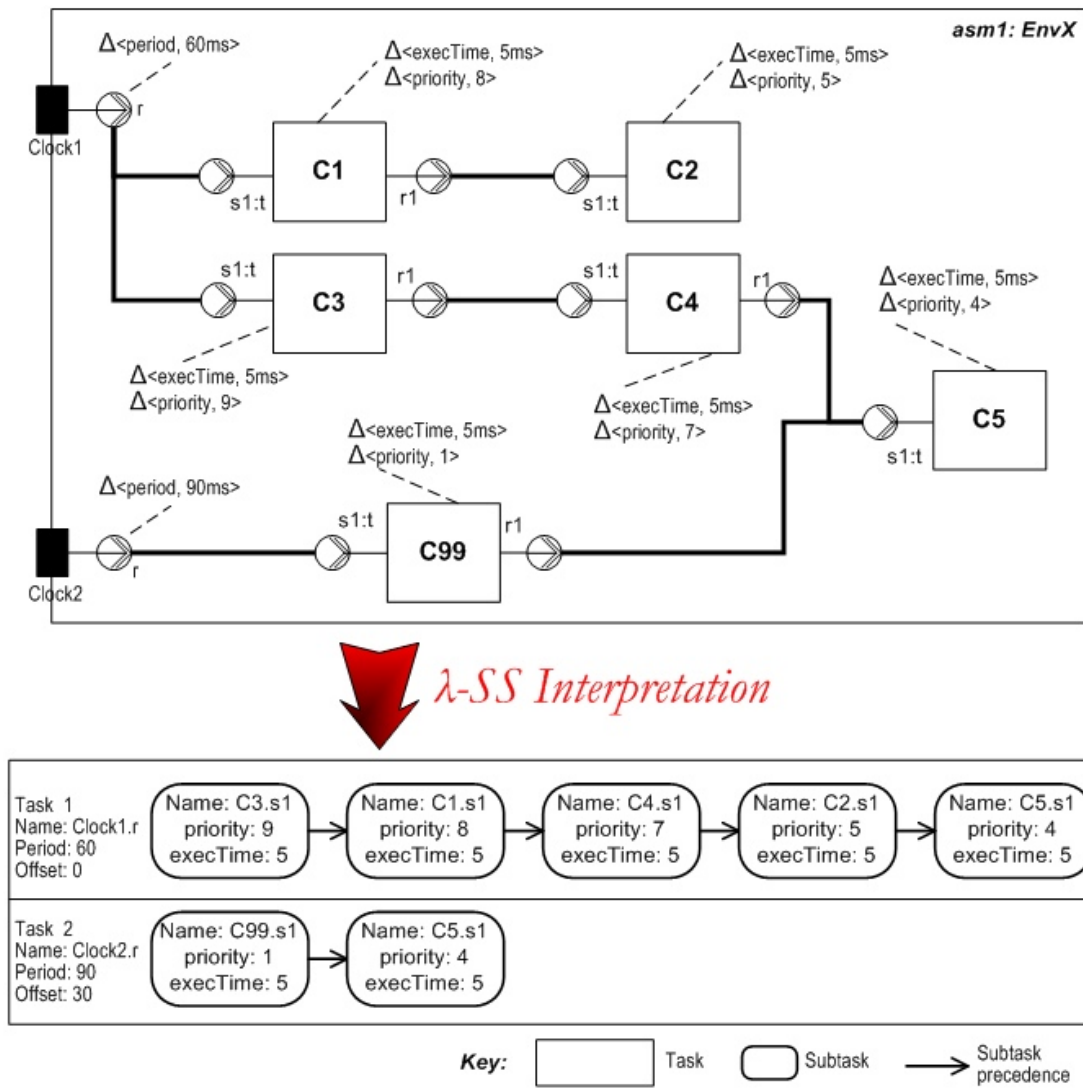 asm1: EnvX
Δ<period, 60ms>
Δ<execTime, 5ms>
Δ<priority, 8>
Δ<execTime, 5ms>
Δ<priority, 5>
r
Clock1
C1
C2
s1:t
r1
s1:t
s1:t
r1
s1:t
r1
C3
C4
Δ<execTime, 5ms>
Δ<priority, 4>
Δ<execTime, 5ms>
Δ<priority, 9>
Δ<execTime, 5ms>
Δ<priority, 7>
C5
s1:t
Δ<execTime, 5ms>
Δ<priority, 1>
Δ<period, 90ms>
s1:t
r1
C99
r
Clock2
λ-SS Interpretation
Task 1
Name: Clock1.r
Period: 60
Offset: 0
Name: C3.s1
priority: 9
execTime: 5
Name: C1.s1
priority: 8
execTime: 5
Name: C4.s1
priority: 7
execTime: 5
Name: C2.s1
priority: 5
execTime: 5
Name: C5.s1
priority: 4
execTime: 5
Task 2
Name: Clock2.r
Period: 90
Offset: 30
Name: C99.s1
priority: 1
execTime: 5
Name: C5.s1
priority: 4
execTime: 5
Key:
Task
Subtask
Subtask
precedence